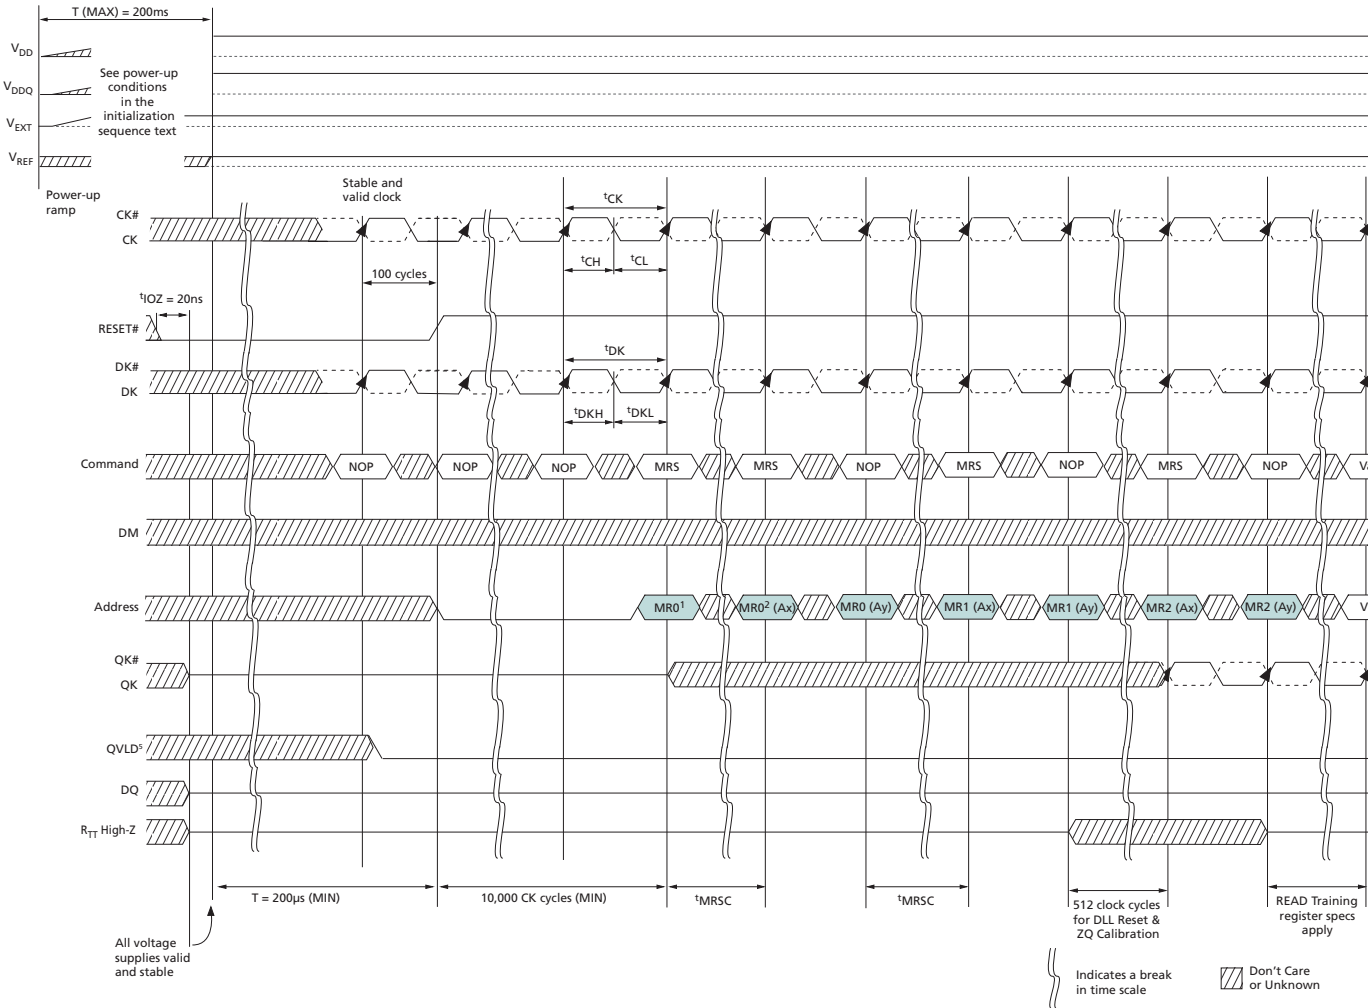 T (MAX) = 200ms
VDD
VDDQ
VEXT
VREF
See power-up
conditions
in the
initialization
sequence text
Power-up
ramp
Stable and
valid clock
CK#
CK
tCK
tCH
tCL
100 cycles
tIOZ = 20ns
RESET#
DK#
DK
tDK
tDKH
tDKL
Command
NOP
NOP
NOP
MRS
MRS
NOP
MRS
NOP
MRS
NOP
V
DM
Address
MR0¹
MR0² (Ax)
MR0 (Ay)
MR1 (Ax)
MR1 (Ay)
MR2 (Ax)
MR2 (Ay)
V
QK#
QK
QVLD⁵
DQ
RTT High-Z
T = 200µs (MIN)
10,000 CK cycles (MIN)
tMRSC
tMRSC
512 clock cycles
for DLL Reset &
ZQ Calibration
READ Training
register specs
apply
All voltage
supplies valid
and stable
Indicates a break
in time scale
Don't Care
or Unknown